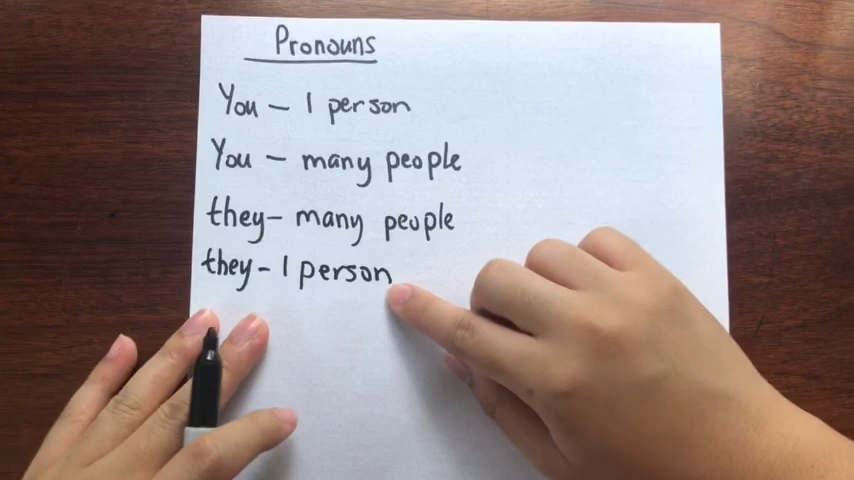 Pronouns
You – 1 person
You – many people
they – many people
they – 1 person